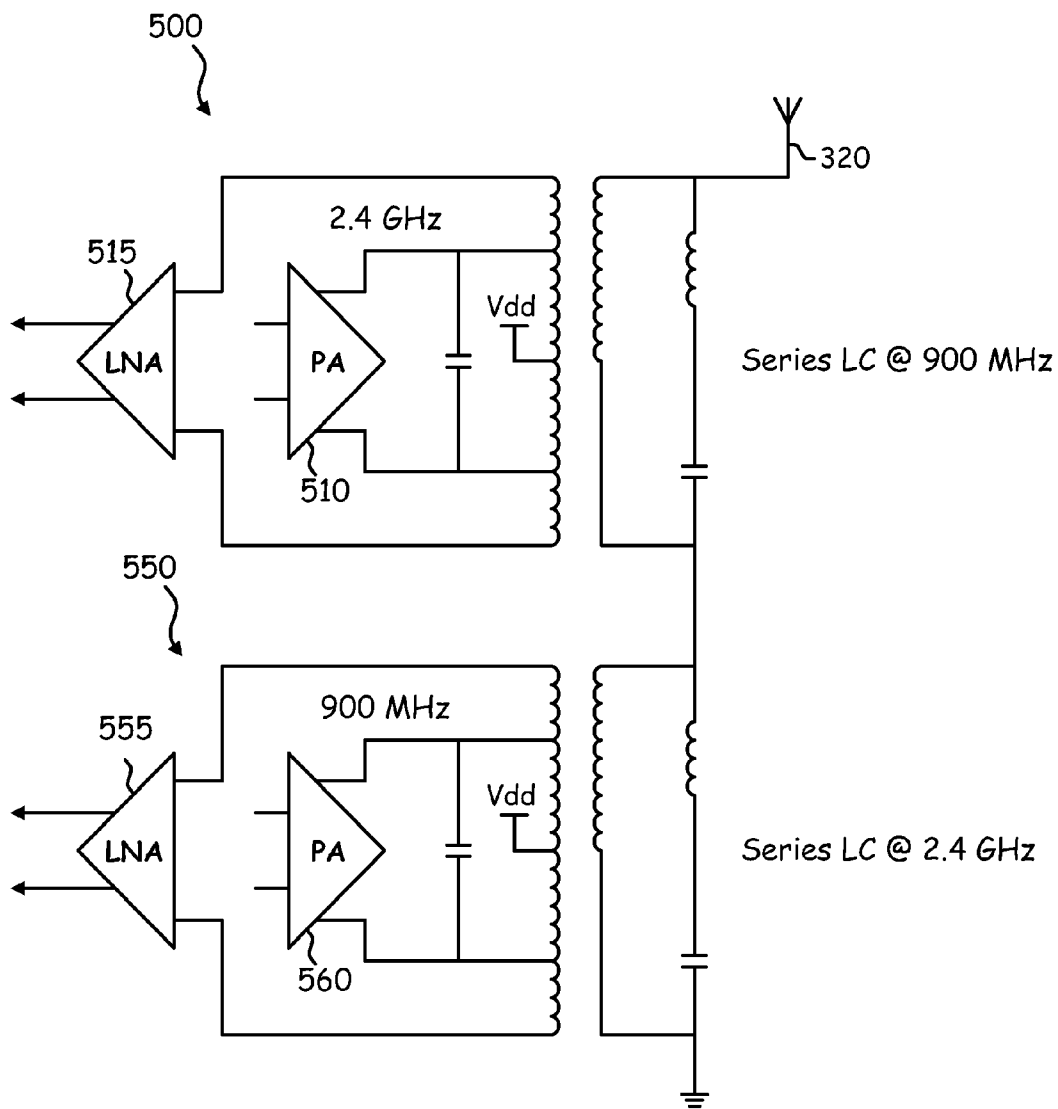 500
320
2.4 GHz
515
Vdd
LNA
PA
Series LC @ 900 MHz
510
550
900 MHz
555
Vdd
LNA
PA
Series LC @ 2.4 GHz
560